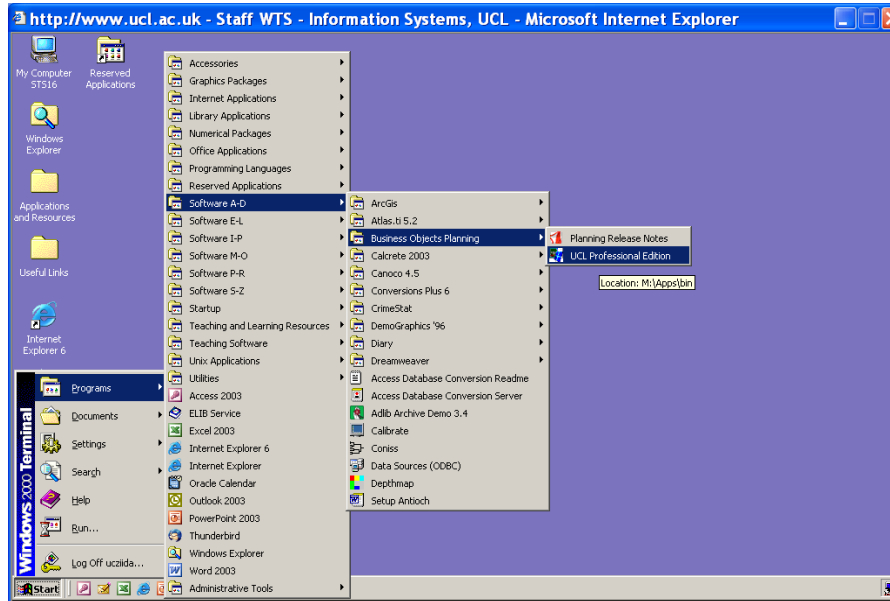 http://www.ucl.ac.uk - Staff WTS - Information Systems, UCL - Microsoft Internet Explorer
My Computer
STS16
Reserved
Applications
Windows
Explorer
Applications
and Resources
Useful Links
Internet
Explorer 6
Windows 2000 Terminal
Programs
Documents
Settings
Search
Help
Run...
Log Off ucziida...
Start
Accessories
Graphics Packages
Internet Applications
Library Applications
Numerical Packages
Office Applications
Programming Languages
Reserved Applications
Software A-D
Software E-L
Software I-P
Software M-O
Software P-R
Software S-Z
Startup
Teaching and Learning Resources
Teaching Software
Unix Applications
Utilities
Access 2003
ELIB Service
Excel 2003
Internet Explorer 6
Internet Explorer
Oracle Calendar
Outlook 2003
PowerPoint 2003
Thunderbird
Windows Explorer
Word 2003
Administrative Tools
ArcGis
Atlas.ti 5.2
Business Objects Planning
Calcrete 2003
Canoco 4.5
Conversions Plus 6
CrimeStat
DemoGraphics '96
Diary
Dreamweaver
Access Database Conversion Readme
Access Database Conversion Server
Adlib Archive Demo 3.4
Calibrate
Coniss
Data Sources (ODBC)
Depthmap
Setup Antioch
Planning Release Notes
UCL Professional Edition
Location: M:\Apps\bin